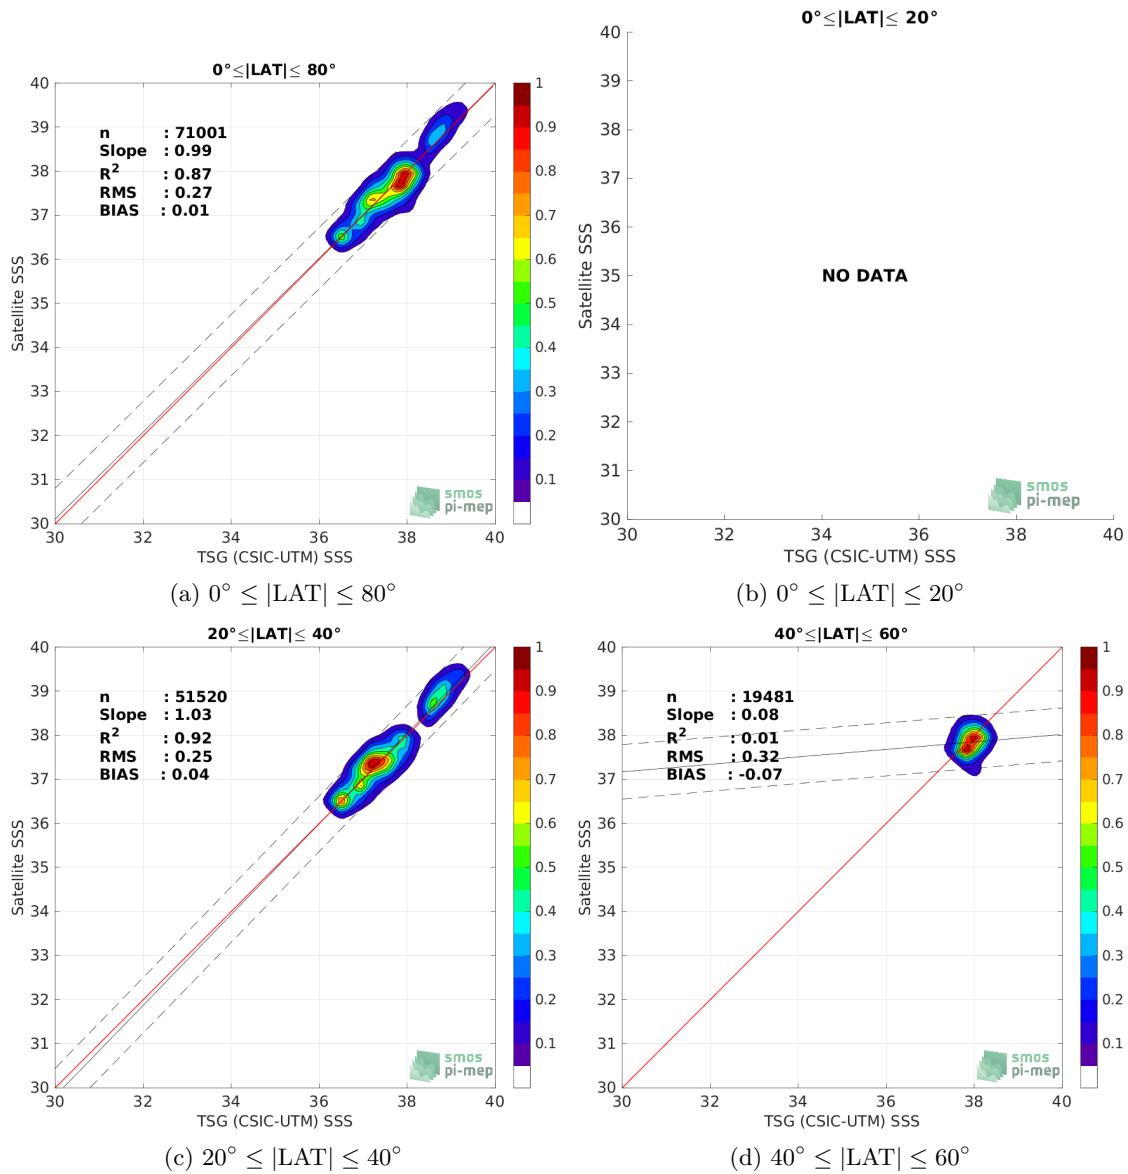 0°≤|LAT|≤ 80°
40
39
38
37
36
35
34
33
32
31
30
Satellite SSS
n : 71001
Slope : 0.99
R2 : 0.87
RMS : 0.27
BIAS : 0.01
1
0.9
0.8
0.7
0.6
0.5
0.4
0.3
0.2
0.1
smos
pi-mep
30 32 34 36 38 40
TSG (CSIC-UTM) SSS
(a) 0° ≤ |LAT| ≤ 80°
0°≤|LAT|≤ 20°
40
39
38
37
36
35
34
33
32
31
30
Satellite SSS
NO DATA
smos
pi-mep
30 32 34 36 38 40
TSG (CSIC-UTM) SSS
(b) 0° ≤ |LAT| ≤ 20°
20°≤|LAT|≤ 40°
40
39
38
37
36
35
34
33
32
31
30
Satellite SSS
n : 51520
Slope : 1.03
R2 : 0.92
RMS : 0.25
BIAS : 0.04
1
0.9
0.8
0.7
0.6
0.5
0.4
0.3
0.2
0.1
smos
pi-mep
30 32 34 36 38 40
TSG (CSIC-UTM) SSS
(c) 20° ≤ |LAT| ≤ 40°
40°≤|LAT|≤ 60°
40
39
38
37
36
35
34
33
32
31
30
Satellite SSS
n : 19481
Slope : 0.08
R2 : 0.01
RMS : 0.32
BIAS : -0.07
1
0.9
0.8
0.7
0.6
0.5
0.4
0.3
0.2
0.1
smos
pi-mep
30 32 34 36 38 40
TSG (CSIC-UTM) SSS
(d) 40° ≤ |LAT| ≤ 60°